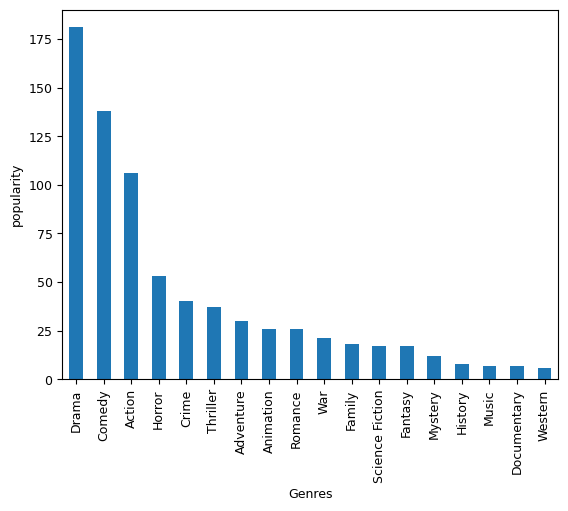 175
150
125
100
75
50
25
0
popularity
Drama
Comedy
Action
Horror
Crime
Thriller
Adventure
Animation
Romance
War
Family
Science Fiction
Fantasy
Mystery
History
Music
Documentary
Western
Genres